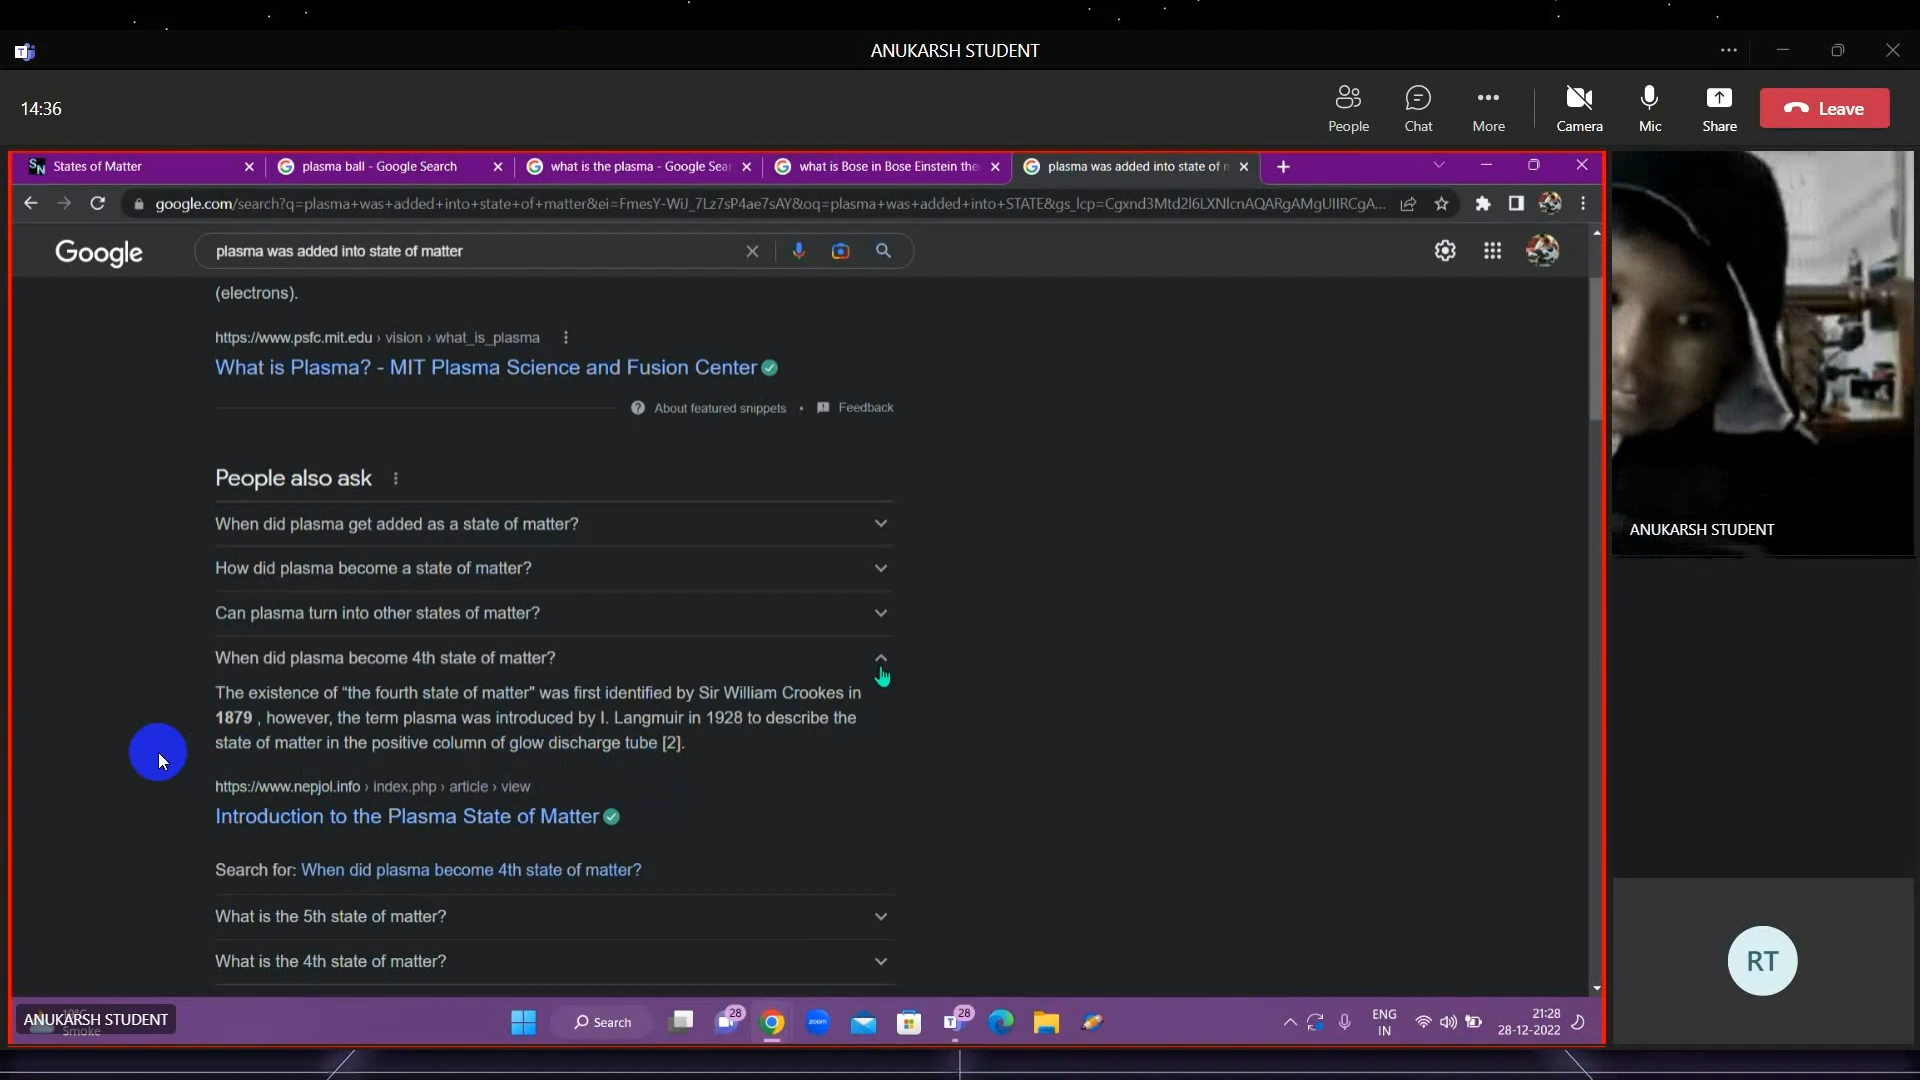 ANUKARSH STUDENT
14:36
People
Chat
More
Camera
Mic
Share
Leave
States of Matter
plasma ball - Google Search
what is the plasma - Google Sea
what is Bose in Bose Einstein the
plasma was added into state of
google.com/search?q=plasma+was+added+into+state+of+matter&ei=FmesY-WiJ_7Lz7sP4ae7sAY&oq=plasma+was+added+into+STATE&gs_lcp=Cgxnd3Mtd2l6LXNlcnAQARgAMgUIIRCgA...
Google
plasma was added into state of matter
(electrons).
https://www.psfc.mit.edu › vision › what_is_plasma
What is Plasma? - MIT Plasma Science and Fusion Center
About featured snippets • Feedback
People also ask
When did plasma get added as a state of matter?
How did plasma become a state of matter?
Can plasma turn into other states of matter?
When did plasma become 4th state of matter?
The existence of “the fourth state of matter” was first identified by Sir William Crookes in
1879 , however, the term plasma was introduced by I. Langmuir in 1928 to describe the
state of matter in the positive column of glow discharge tube [2].
https://www.nepjol.info › index.php › article › view
Introduction to the Plasma State of Matter
Search for: When did plasma become 4th state of matter?
What is the 5th state of matter?
What is the 4th state of matter?
ANUKARSH STUDENT
RT
ANUKARSH STUDENT
Smoke
Search
28
zoom
28
ENG
IN
21:28
28-12-2022